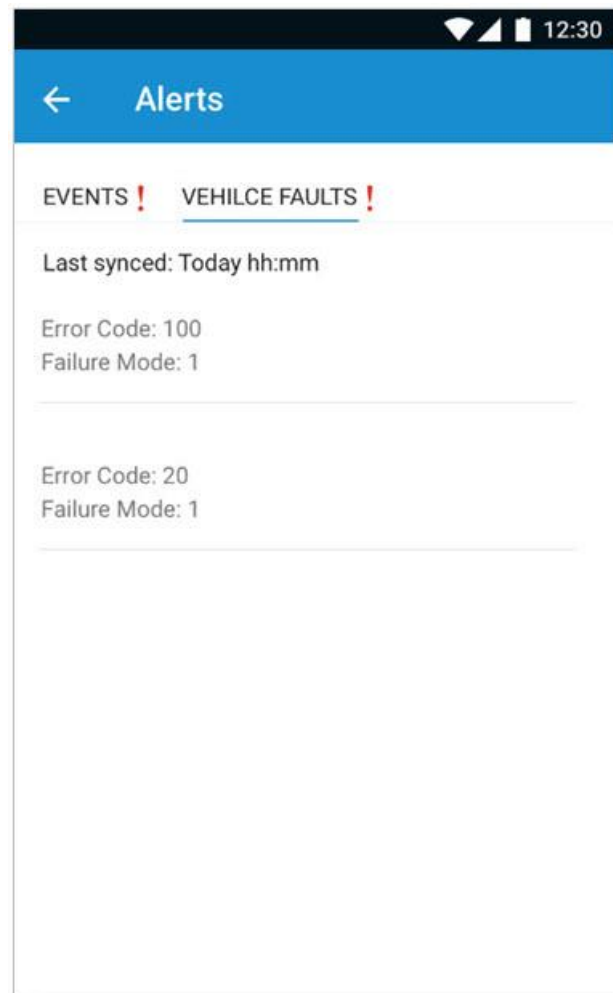 12:30
Alerts
EVENTS ! VEHILCE FAULTS !
Last synced: Today hh:mm
Error Code: 100
Failure Mode: 1
Error Code: 20
Failure Mode: 1